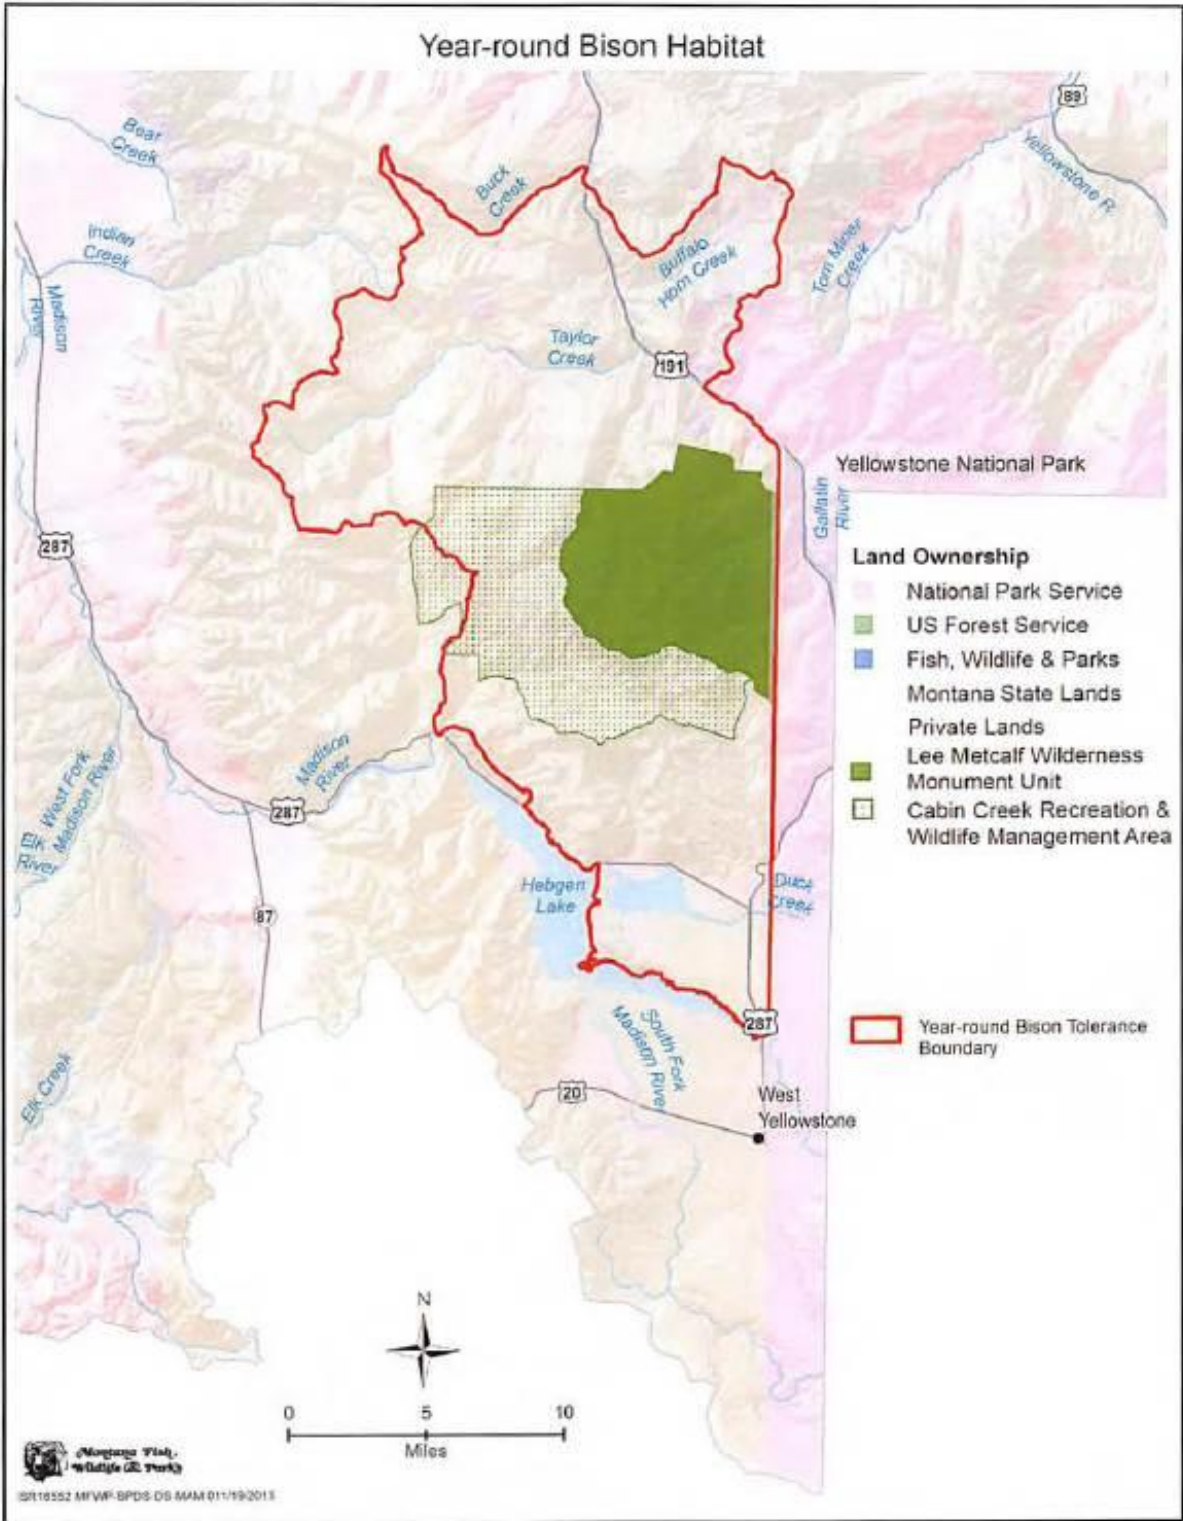 Year-round Bison Habitat
89
Bear
Creek
Buck
Creek
Yellowstone R.
Indian
Creek
Buffalo
Horn Creek
Tom Miner
Creek
Madison
River
Taylor
Creek
191
Yellowstone National Park
Gallatin
River
287
Land Ownership
National Park Service
US Forest Service
Fish, Wildlife & Parks
Montana State Lands
Private Lands
Lee Metcalf Wilderness
Monument Unit
Cabin Creek Recreation &
Wildlife Management Area
Madison
River
West Fork
Madison River
287
Elk
River
Hebgen
Lake
Duck
Creek
87
287
Year-round Bison Tolerance
Boundary
South Fork
Madison River
Elk Creek
20
West
Yellowstone
N
0 5 10
Miles
Montana Fish,
Wildlife & Parks